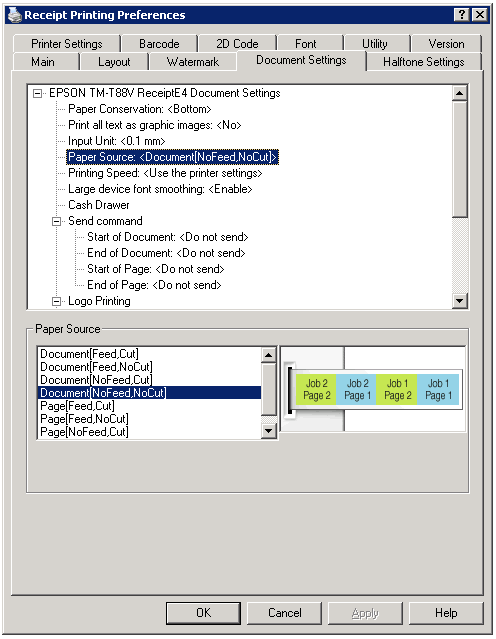 Receipt Printing Preferences
Printer Settings Barcode 2D Code Font Utility Version
Main Layout Watermark Document Settings Halftone Settings
EPSON TM-T88V ReceiptE4 Document Settings
Paper Conservation: <Bottom>
Print all text as graphic images: <No>
Input Unit: <0.1 mm>
Paper Source: <Document[NoFeed,NoCut]>
Printing Speed: <Use the printer settings>
Large device font smoothing: <Enable>
Cash Drawer
Send command
Start of Document: <Do not send>
End of Document: <Do not send>
Start of Page: <Do not send>
End of Page: <Do not send>
Logo Printing
Paper Source
Document[Feed,Cut]
Document[Feed,NoCut]
Document[NoFeed,Cut]
Document[NoFeed,NoCut]
Page[Feed,Cut]
Page[Feed,NoCut]
Page[NoFeed,Cut]
Job 2 Job 2 Job 1 Job 1
Page 2 Page 1 Page 2 Page 1
OK Cancel Apply Help